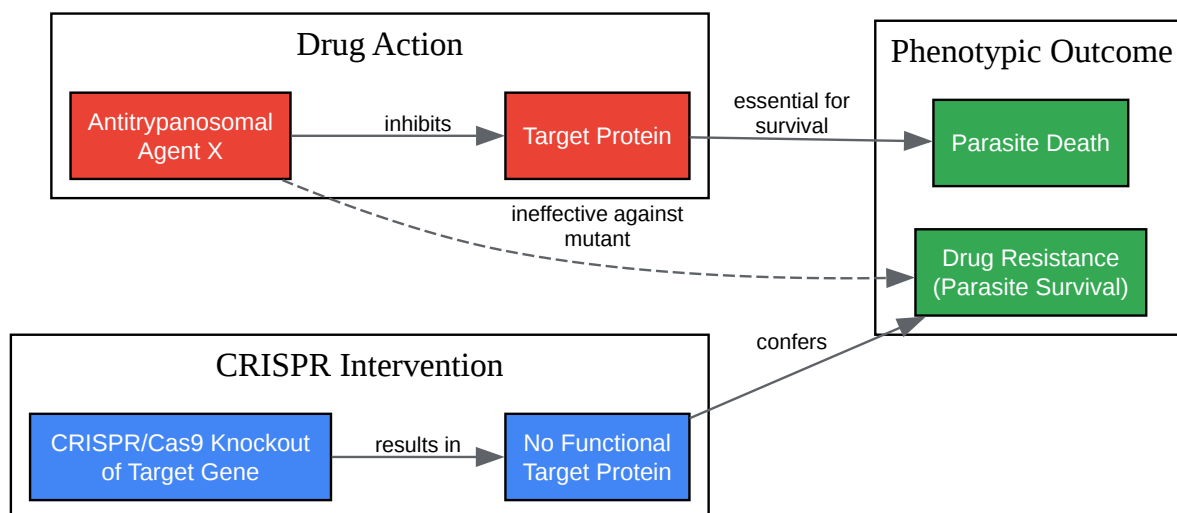 Drug Action
Antitrypanosomal
Agent X
inhibits
Target Protein
essential for
survival
Phenotypic Outcome
Parasite Death
ineffective against
mutant
Drug Resistance
(Parasite Survival)
CRISPR Intervention
CRISPR/Cas9 Knockout
of Target Gene
results in
No Functional
Target Protein
confers